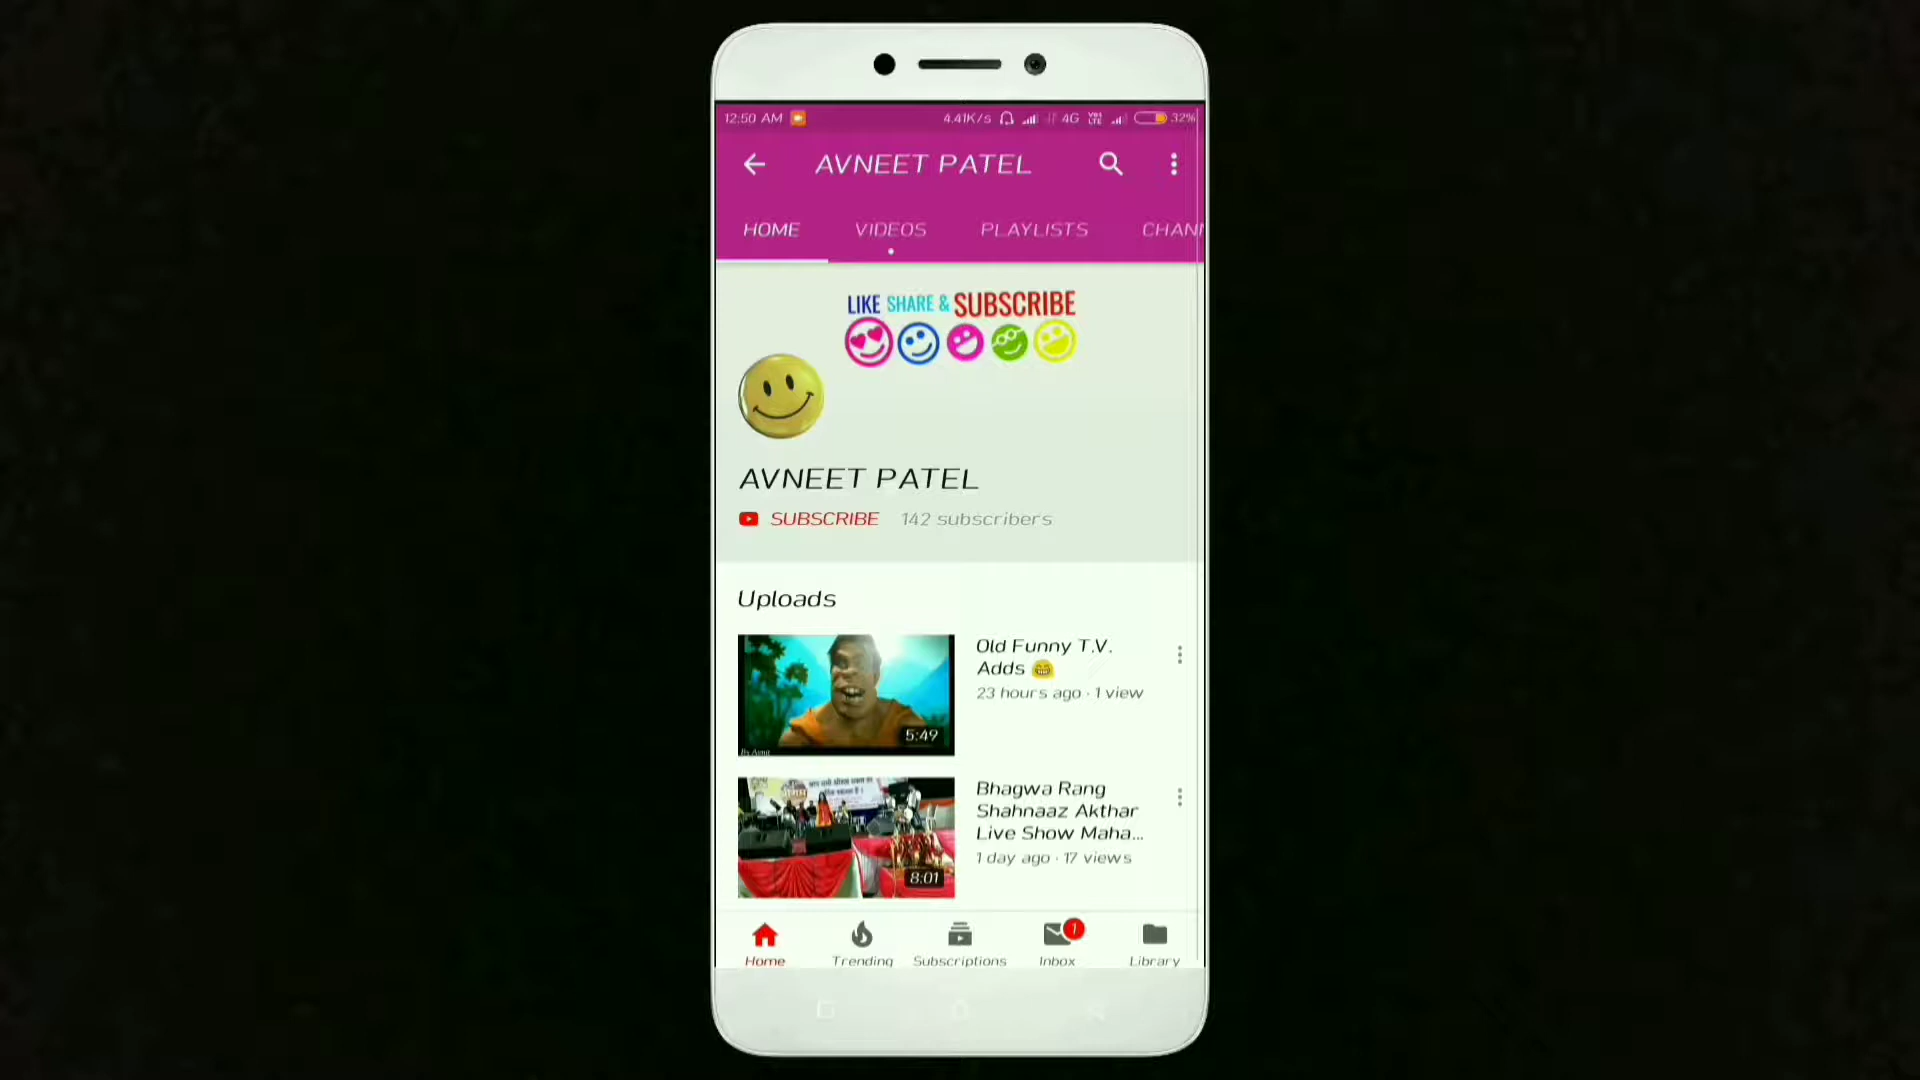 12:50 AM 4.41K/s 4G 32%
AVNEET PATEL
HOME VIDEOS PLAYLISTS CHAN
LIKE SHARE & SUBSCRIBE
AVNEET PATEL
SUBSCRIBE 142 subscribers
Uploads
Old Funny T.V.
Adds 😁
23 hours ago · 1 view
5:49
Bhagwa Rang
Shahnaaz Akthar
Live Show Maha...
1 day ago · 17 views
8:01
1
Home Trending Subscriptions Inbox Library